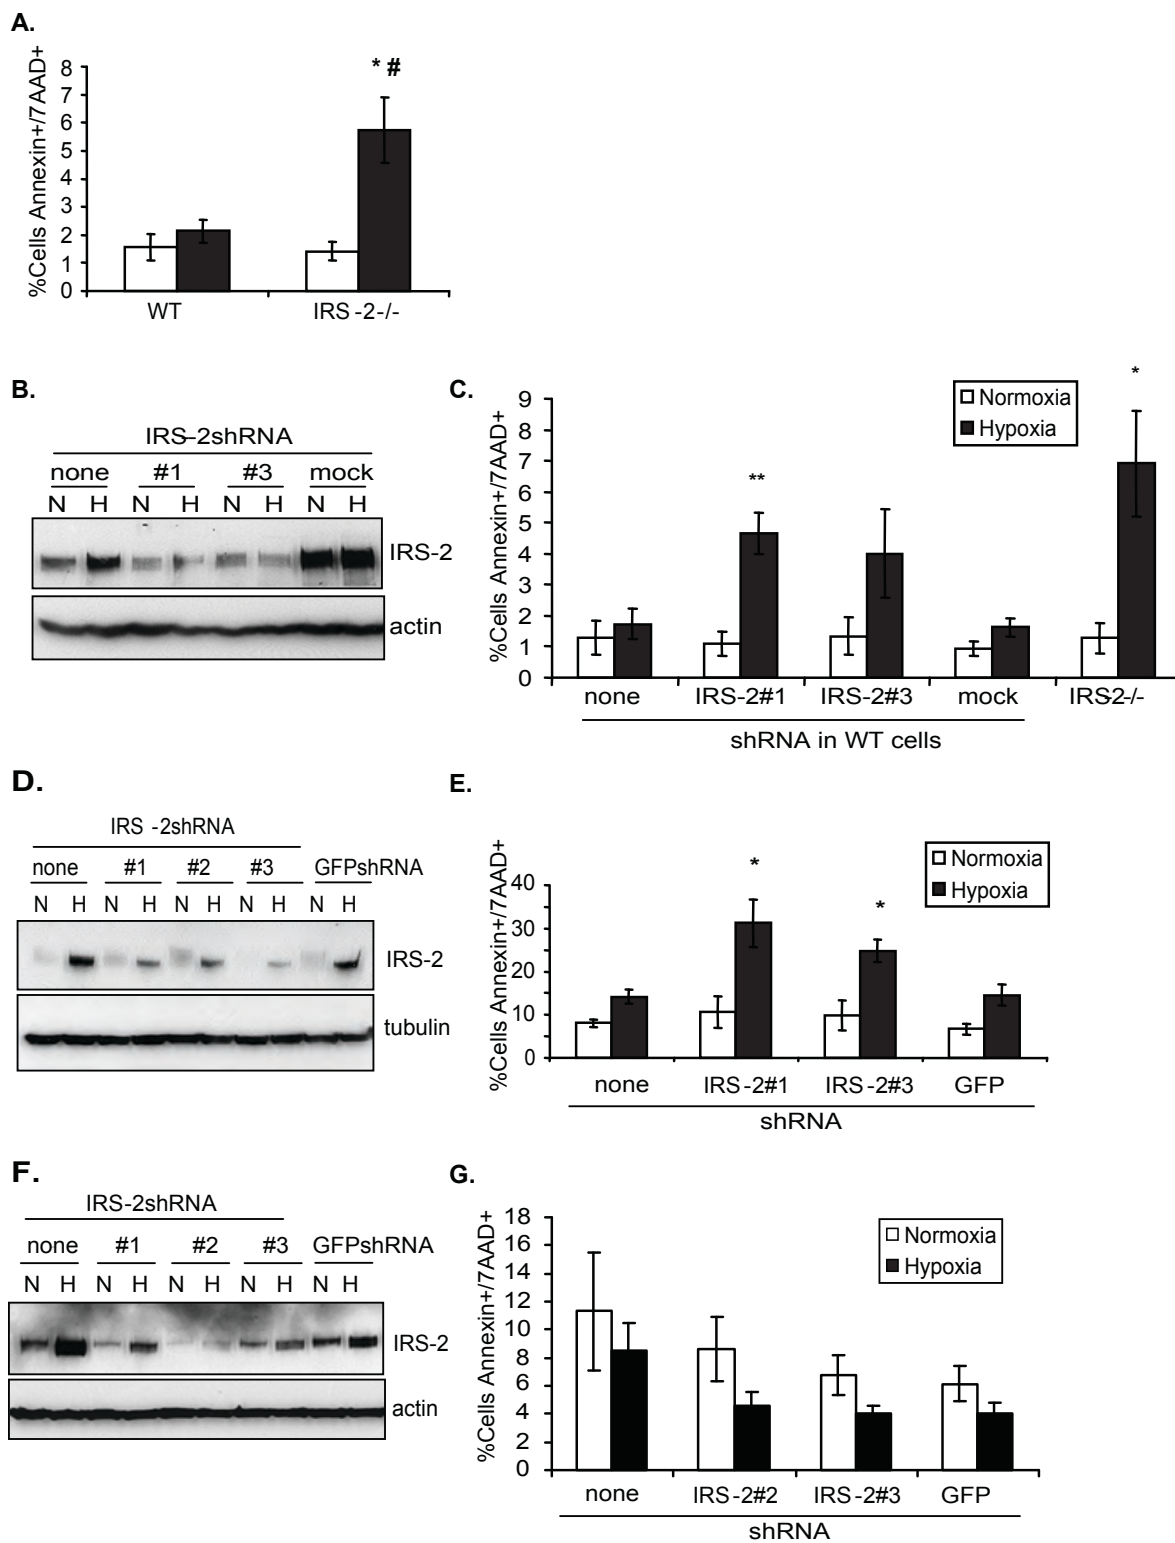 A.
%Cells Annexin+/7AAD+
8
7
6
5
4
3
2
1
0
* #
WT
IRS -2-/-
B.
IRS-2shRNA
none #1 #3 mock
N H N H N H N H
IRS-2
actin
C.
%Cells Annexin+/7AAD+
9
8
7
6
5
4
3
2
1
0
Normoxia
Hypoxia
**
*
none IRS-2#1 IRS-2#3 mock IRS-2-/-
shRNA in WT cells
D.
IRS -2shRNA
none #1 #2 #3 GFPshRNA
N H N H N H N H N H
IRS-2
tubulin
E.
%Cells Annexin+/7AAD+
40
30
20
10
0
Normoxia
Hypoxia
*
*
none IRS-2#1 IRS-2#3 GFP
shRNA
F.
IRS-2shRNA
none #1 #2 #3 GFPshRNA
N H N H N H N H N H
IRS-2
actin
G.
%Cells Annexin+/7AAD+
18
16
14
12
10
8
6
4
2
0
Normoxia
Hypoxia
none IRS-2#2 IRS-2#3 GFP
shRNA